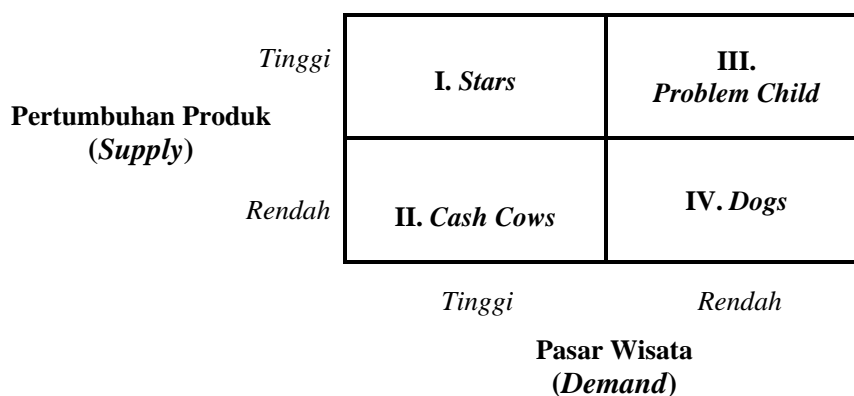 Tinggi
I. Stars
III.
Problem Child
Pertumbuhan Produk
(Supply)
Rendah
II. Cash Cows
IV. Dogs
Tinggi
Rendah
Pasar Wisata
(Demand)